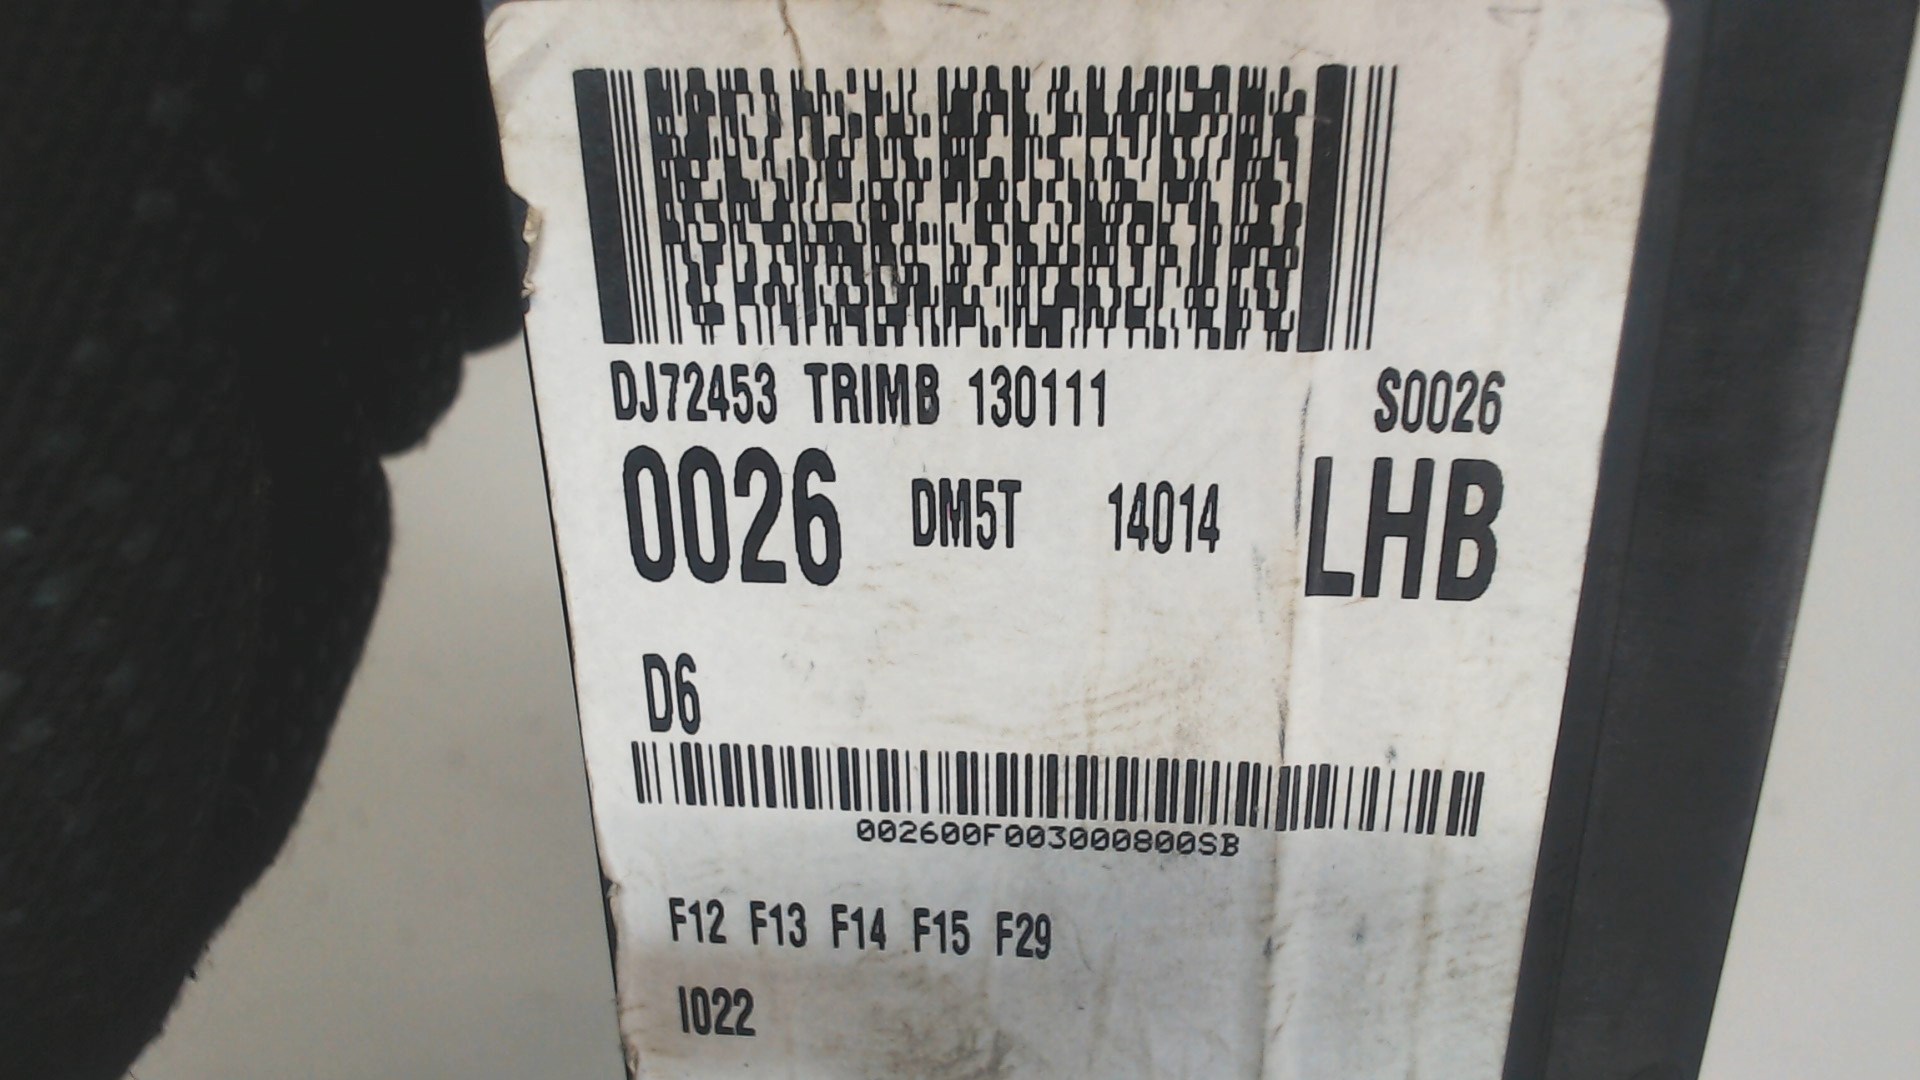 DJ72453 TRIMB 130111 S0026
0026 DM5T 14014 LHB
D6
002600F003000800SB
F12 F13 F14 F15 F29
I022